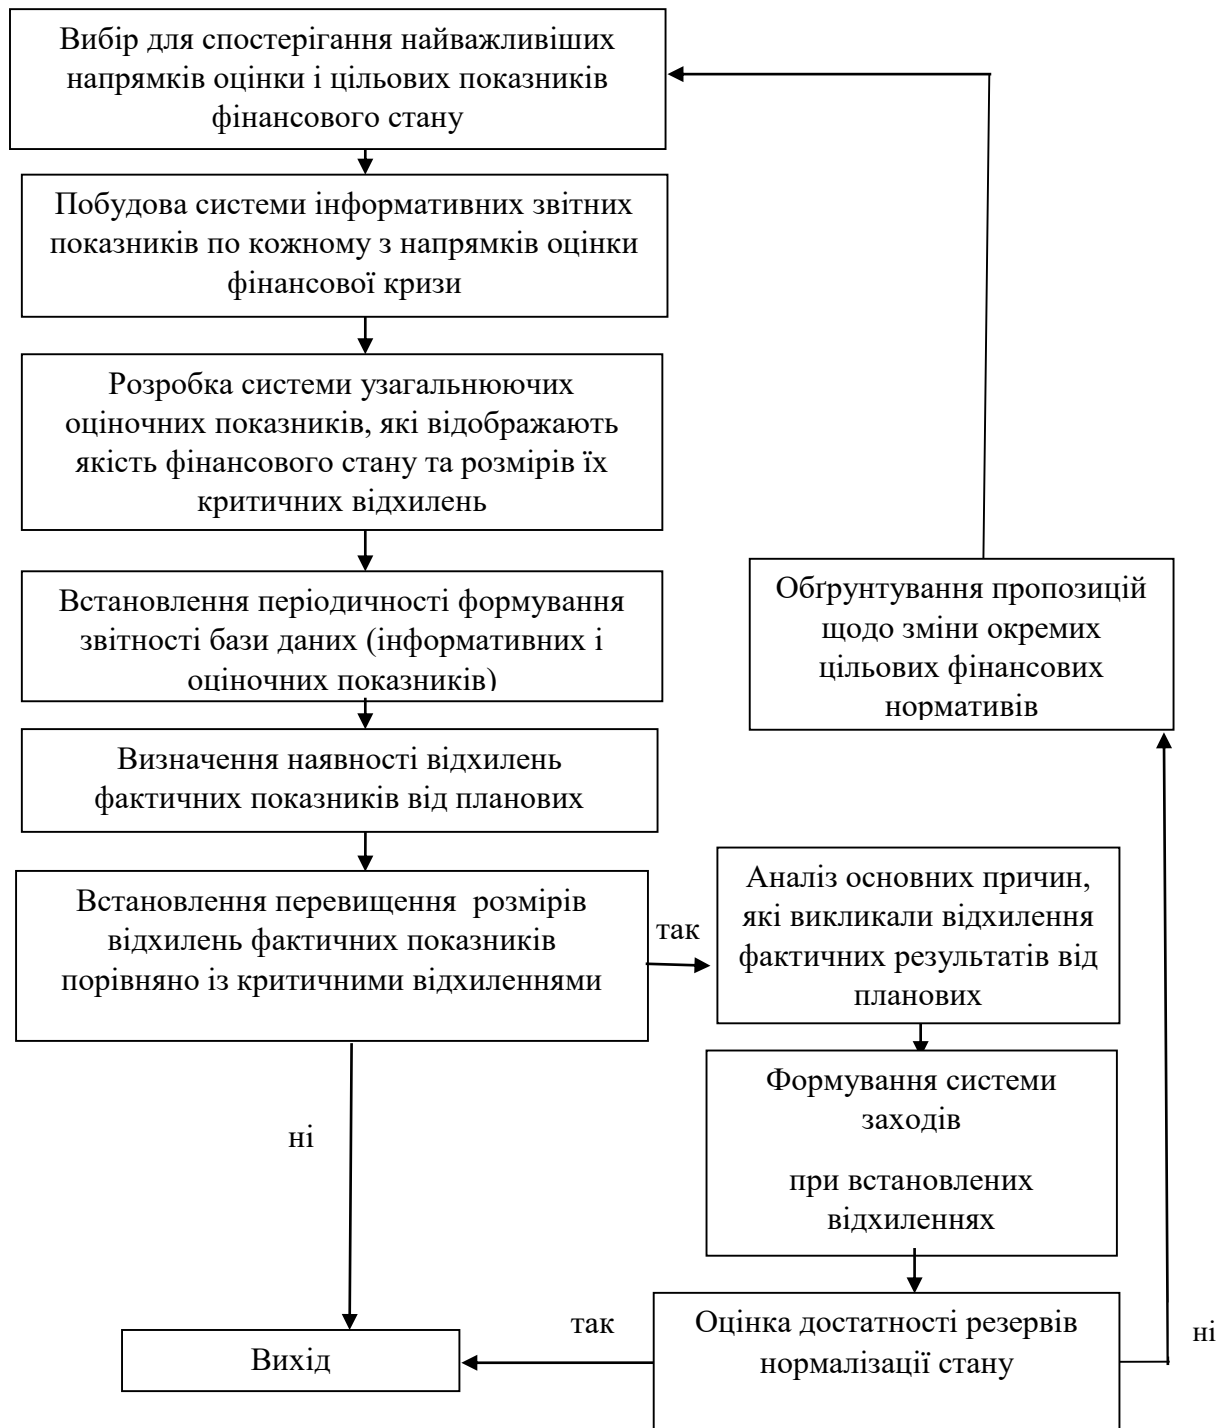 Вибір для спостерігання найважливіших
напрямків оцінки і цільових показників
фінансового стану
Побудова системи інформативних звітних
показників по кожному з напрямків оцінки
фінансової кризи
Розробка системи узагальнюючих
оціночних показників, які відображають
якість фінансового стану та розмірів їх
критичних відхилень
Встановлення періодичності формування
звітності бази даних (інформативних і
оціночних показників)
Обґрунтування пропозицій
щодо зміни окремих
цільових фінансових
нормативів
Визначення наявності відхилень
фактичних показників від планових
Встановлення перевищення  розмірів
відхилень фактичних показників
порівняно із критичними відхиленнями
так
Аналіз основних причин,
які викликали відхилення
фактичних результатів від
планових
Формування системи
заходів
при встановлених
відхиленнях
ні
Оцінка достатності резервів
нормалізації стану
так
ні
Вихід